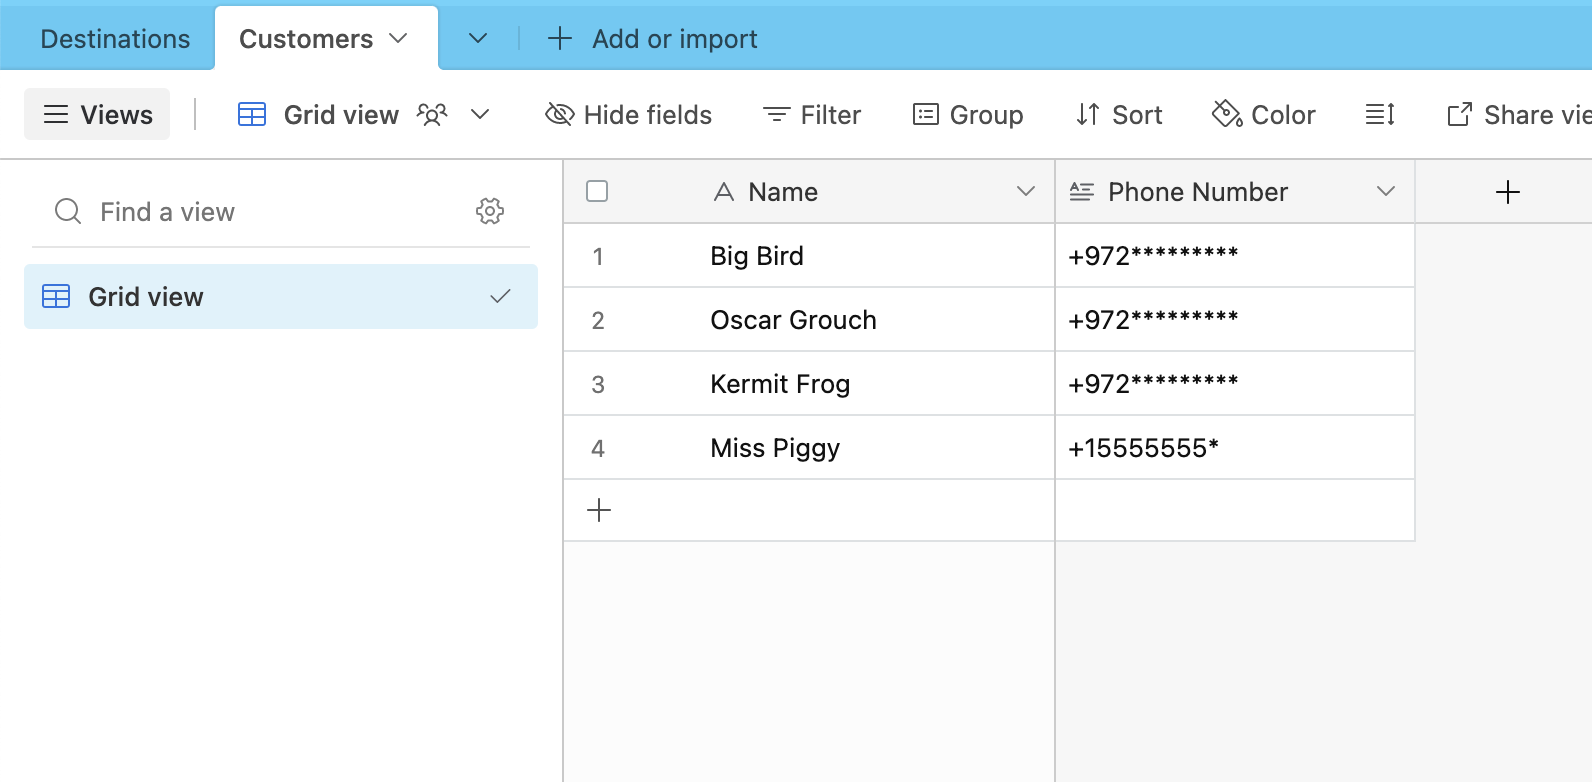 Destinations Customers Add or import
Views Grid view Hide fields Filter Group Sort Color Share vie
Find a view
Grid view
Name Phone Number
1 Big Bird +972*********
2 Oscar Grouch +972*********
3 Kermit Frog +972*********
4 Miss Piggy +15555555*